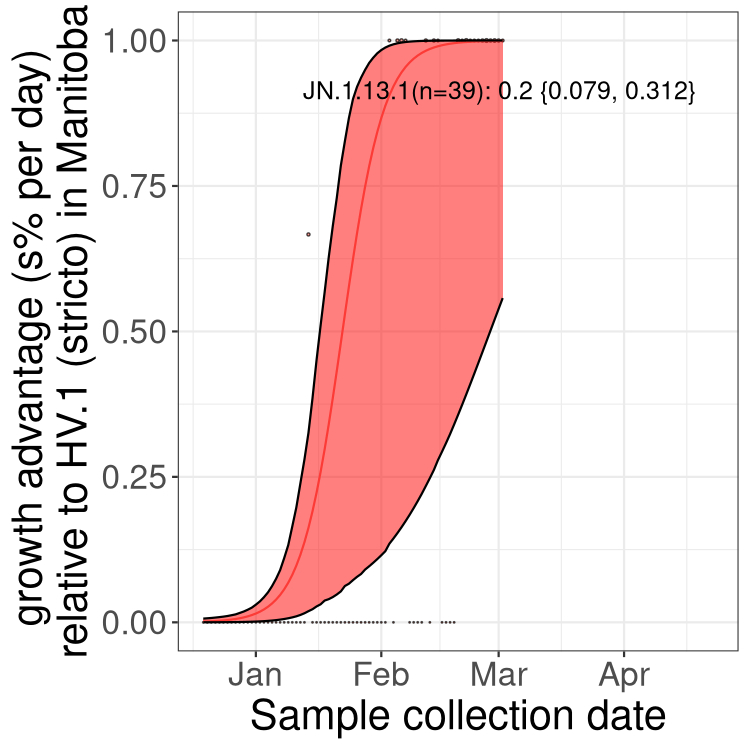 growth advantage (s% per day)
relative to HV.1 (stricto) in Manitoba
1.00
JN.1.13.1(n=39): 0.2 {0.079, 0.312}
0.75
0.50
0.25
0.00
Jan Feb Mar Apr
Sample collection date